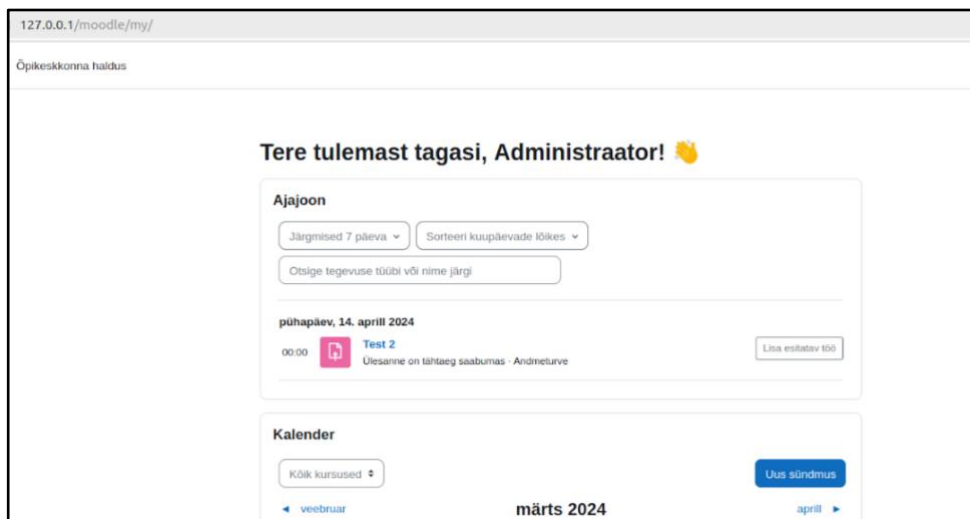 127.0.0.1/moodle/my/
Õpikeskkonna haldus
Tere tulemast tagasi, Administraator! 👋
Ajajoon
Järgmised 7 päeva
Sorteeri kuupäevade lõikes
Otsige tegevuse tüübi või nime järgi
pühapäev, 14. aprill 2024
00:00
Test 2
Lisa esitatav töö
Ülesanne on tähtaeg saabumas · Andmeturve
Kalender
Kõik kursused
Uus sündmus
◄ veebruar
märts 2024
aprill ►